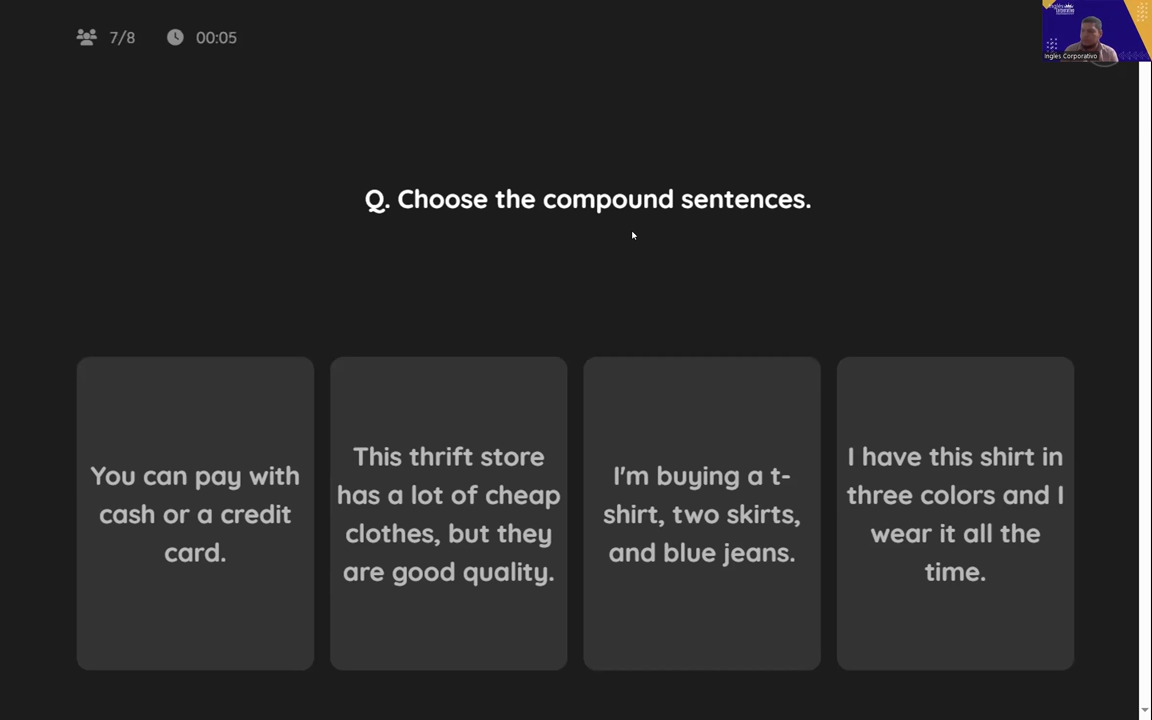 7/8
00:05
Inglés
Corporativo
Ingles Corporativo
Q. Choose the compound sentences.
You can pay with
cash or a credit
card.
This thrift store
has a lot of cheap
clothes, but they
are good quality.
I'm buying a t-
shirt, two skirts,
and blue jeans.
I have this shirt in
three colors and I
wear it all the
time.